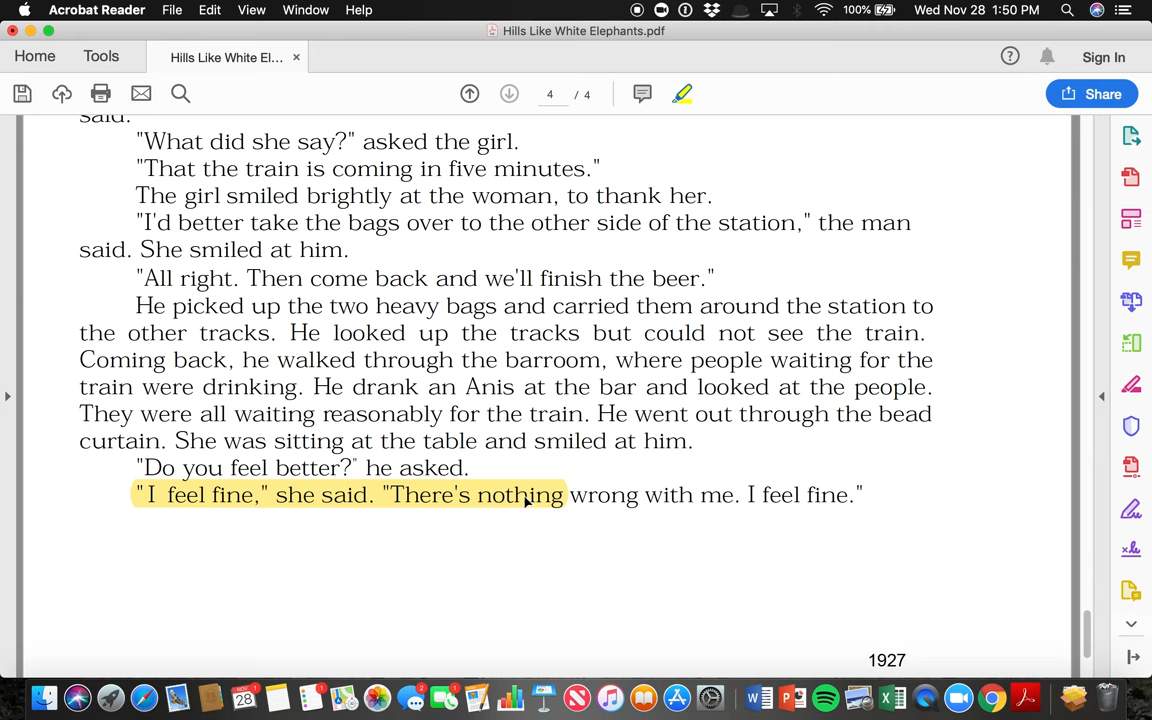 Acrobat Reader File Edit View Window Help 100% Wed Nov 28 1:50 PM
Hills Like White Elephants.pdf
Home Tools Hills Like White El... × Sign In
4 / 4 Share
said.
"What did she say?" asked the girl.
"That the train is coming in five minutes."
The girl smiled brightly at the woman, to thank her.
"I'd better take the bags over to the other side of the station," the man
said. She smiled at him.
"All right. Then come back and we'll finish the beer."
He picked up the two heavy bags and carried them around the station to
the other tracks. He looked up the tracks but could not see the train.
Coming back, he walked through the barroom, where people waiting for the
train were drinking. He drank an Anis at the bar and looked at the people.
They were all waiting reasonably for the train. He went out through the bead
curtain. She was sitting at the table and smiled at him.
"Do you feel better?" he asked.
"I feel fine," she said. "There's nothing wrong with me. I feel fine."
1927
NOV
28